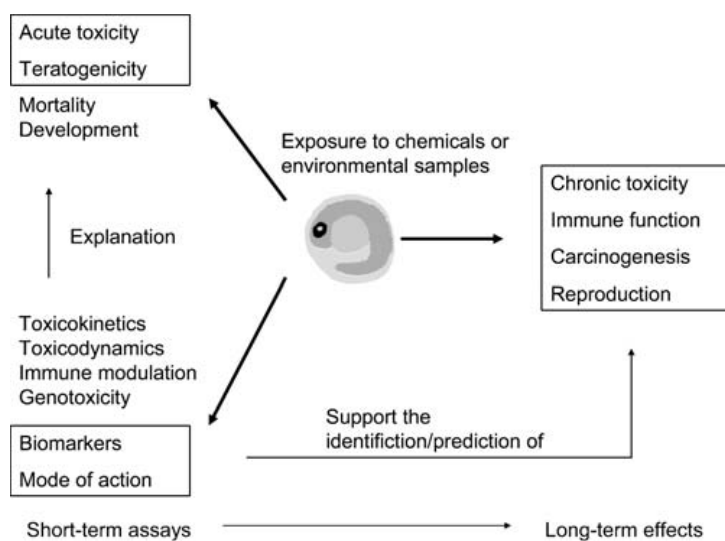 Acute toxicity
Teratogenicity
Mortality
Development
Exposure to chemicals or
environmental samples
Chronic toxicity
Immune function
Carcinogenesis
Reproduction
Explanation
Toxicokinetics
Toxicodynamics
Immune modulation
Genotoxicity
Biomarkers
Mode of action
Support the
identifiction/prediction of
Short-term assays
Long-term effects